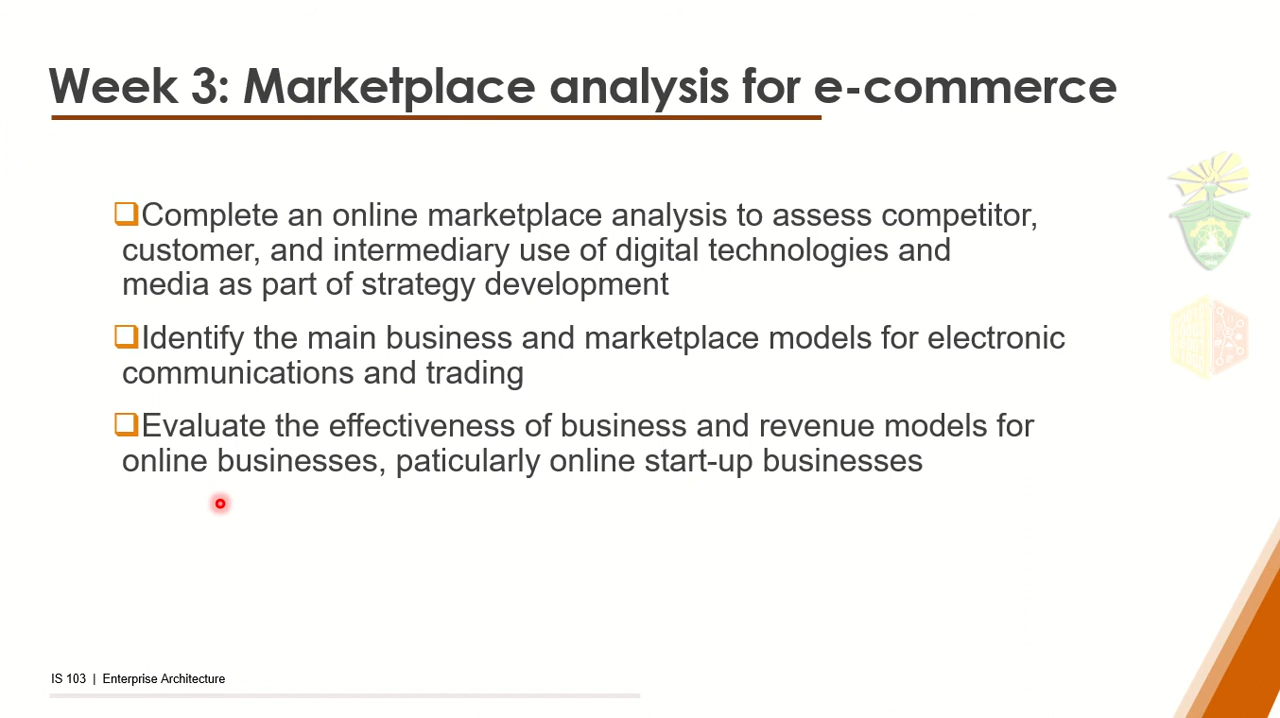 Week 3: Marketplace analysis for e-commerce
❑Complete an online marketplace analysis to assess competitor,
customer, and intermediary use of digital technologies and
media as part of strategy development
❑Identify the main business and marketplace models for electronic
communications and trading
❑Evaluate the effectiveness of business and revenue models for
online businesses, paticularly online start-up businesses
IS 103 | Enterprise Architecture